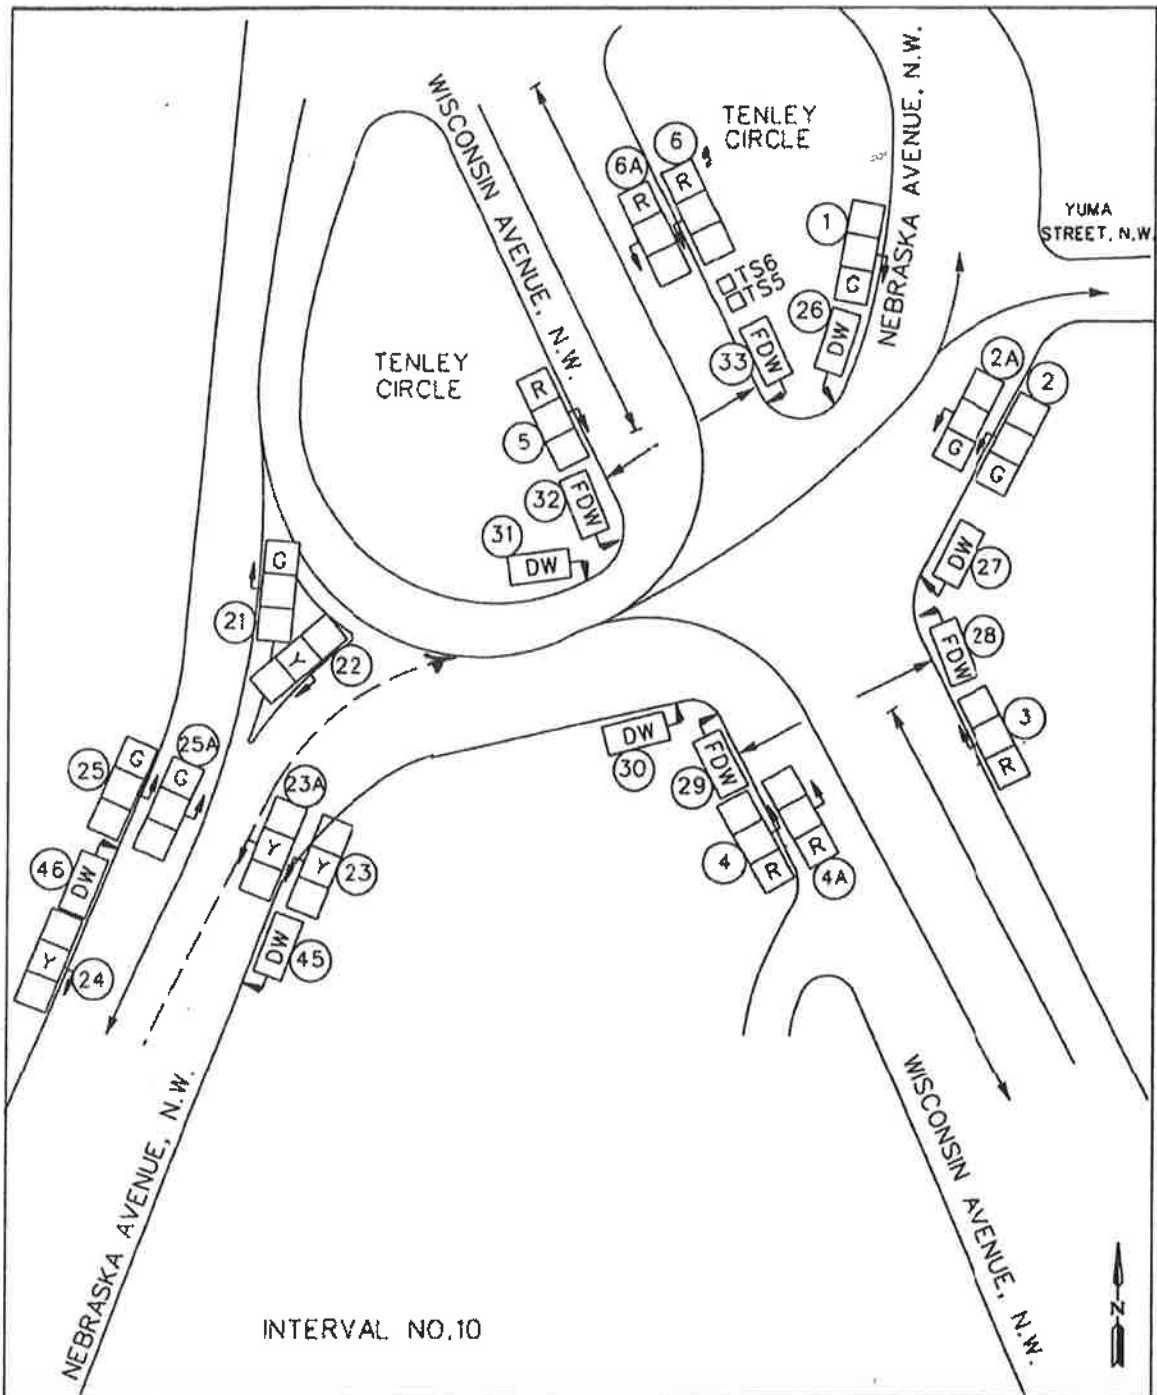 WISCONSIN AVENUE, N.W.
TENLEY
CIRCLE
NEBRASKA AVENUE, N.W.
YUMA
STREET, N.W.
6
6A
R
R
1
G
TS6
TS5
26
DW
FDW
33
2A
2
G
G
TENLEY
CIRCLE
R
5
32
FDW
31
DW
DW
27
28
FDW
3
R
G
21
Y
22
25
G
25A
G
23A
Y
Y
23
46
DW
Y
24
DW
45
DW
30
FDW
29
4
R
R
4A
NEBRASKA AVENUE, N.W.
WISCONSIN AVENUE, N.W.
INTERVAL NO.10
N